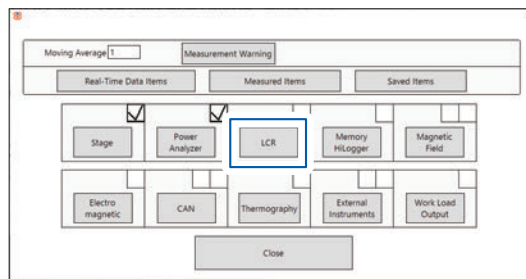 Moving Average 1 Measurement Warning
Real-Time Data Items Measured Items Saved Items
Stage Power Analyzer LCR Memory HiLogger Magnetic Field
Electro magnetic CAN Thermography External Instruments Work Load Output
Close